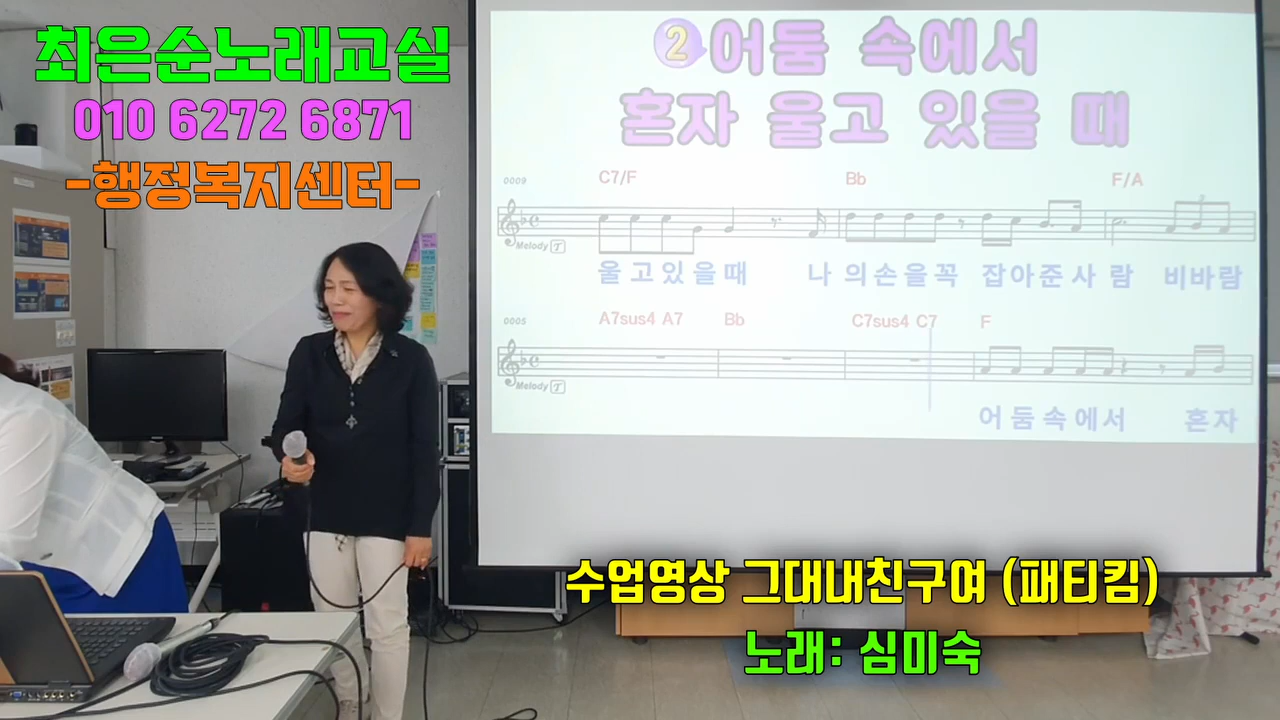 최은순노래교실
010 6272 6871
-행정복지센터-
2 어둠 속에서
혼자 울고 있을 때
0009 C7/F Bb F/A
Melody T
울고있을때 나의손을꼭 잡아준사람 비바람
0005 A7sus4 A7 Bb C7sus4 C7 F
Melody T
어둠속에서 혼자
수업영상 그대내친구여 (패티킴)
노래: 심미숙